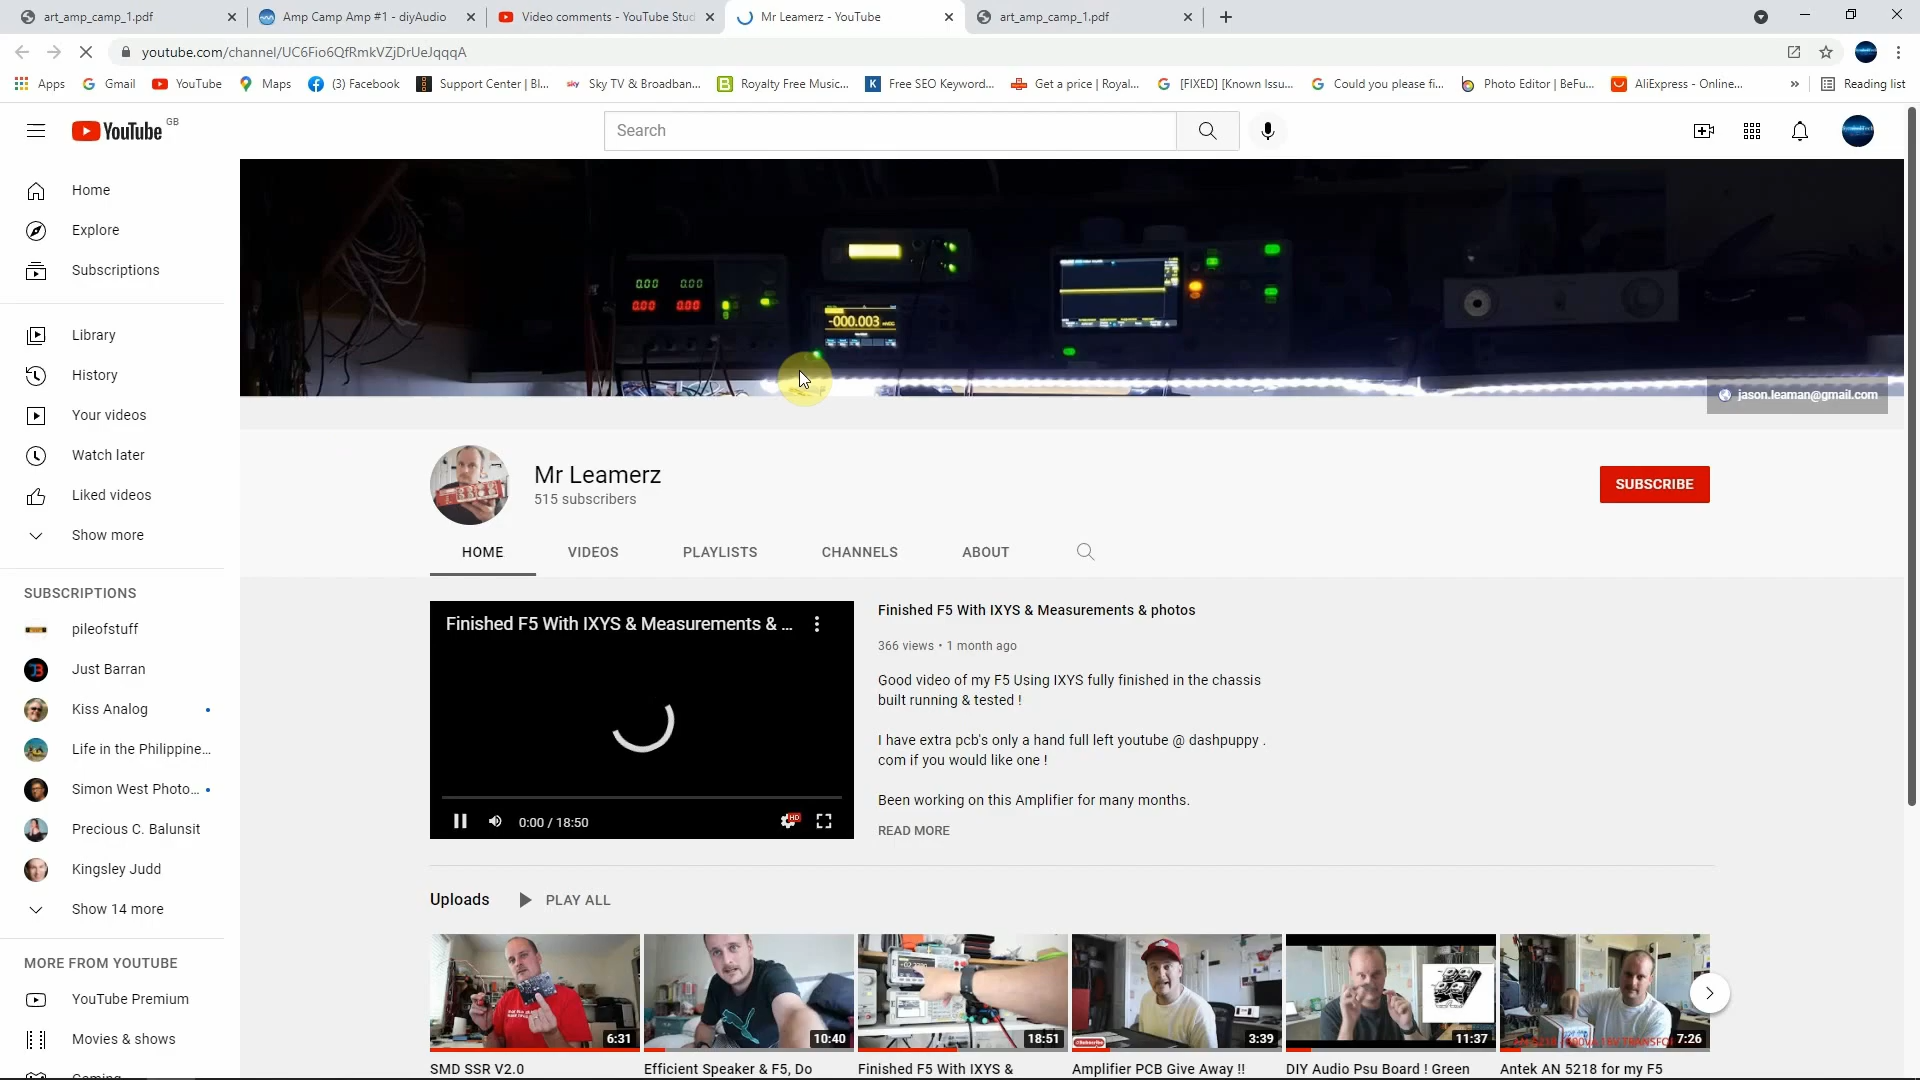 art_amp_camp_1.pdf
Amp Camp Amp #1 - diyAudio
Video comments - YouTube Stud
Mr Leamerz - YouTube
art_amp_camp_1.pdf
youtube.com/channel/UC6Fio6QfRmkVZjDrUeJqqqA
Apps
Gmail
YouTube
Maps
(3) Facebook
Support Center | Bl...
sky Sky TV & Broadban...
Royalty Free Music...
K Free SEO Keyword...
Get a price | Royal...
[FIXED] [Known Issu...
Could you please fi...
Photo Editor | BeFu...
AliExpress - Online...
»
Reading list
YouTube GB
Search
Home
Explore
Subscriptions
Library
History
Your videos
Watch later
Liked videos
Show more
SUBSCRIPTIONS
pileofstuff
Just Barran
Kiss Analog
Life in the Philippine...
Simon West Photo...
Precious C. Balunsit
Kingsley Judd
Show 14 more
MORE FROM YOUTUBE
YouTube Premium
Movies & shows
Gaming
0.00 0.00
0.00 0.00
-000.003
jason.leaman@gmail.com
Mr Leamerz
515 subscribers
SUBSCRIBE
HOME
VIDEOS
PLAYLISTS
CHANNELS
ABOUT
Finished F5 With IXYS & Measurements & ...
0:00 / 18:50
HD
Finished F5 With IXYS & Measurements & photos
366 views • 1 month ago
Good video of my F5 Using IXYS fully finished in the chassis
built running & tested !
I have extra pcb's only a hand full left youtube @ dashpuppy .
com if you would like one !
Been working on this Amplifier for many months.
READ MORE
Uploads
PLAY ALL
6:31
10:40
18:51
3:39
11:37
7:26
SMD SSR V2.0
Efficient Speaker & F5, Do
Finished F5 With IXYS &
Amplifier PCB Give Away !!
DIY Audio Psu Board ! Green
Antek AN 5218 for my F5